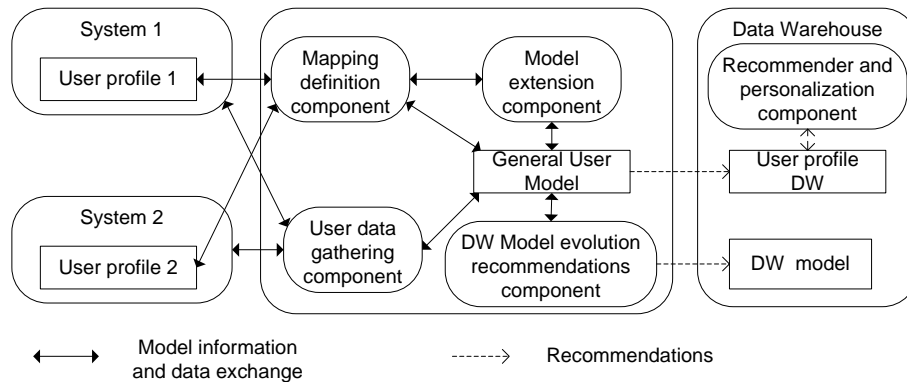 System 1
User profile 1
System 2
User profile 2
Mapping
definition
component
Model
extension
component
General User
Model
User data
gathering
component
DW Model evolution
recommendations
component
Data Warehouse
Recommender and
personalization
component
User profile
DW
DW model
Model information
and data exchange
Recommendations